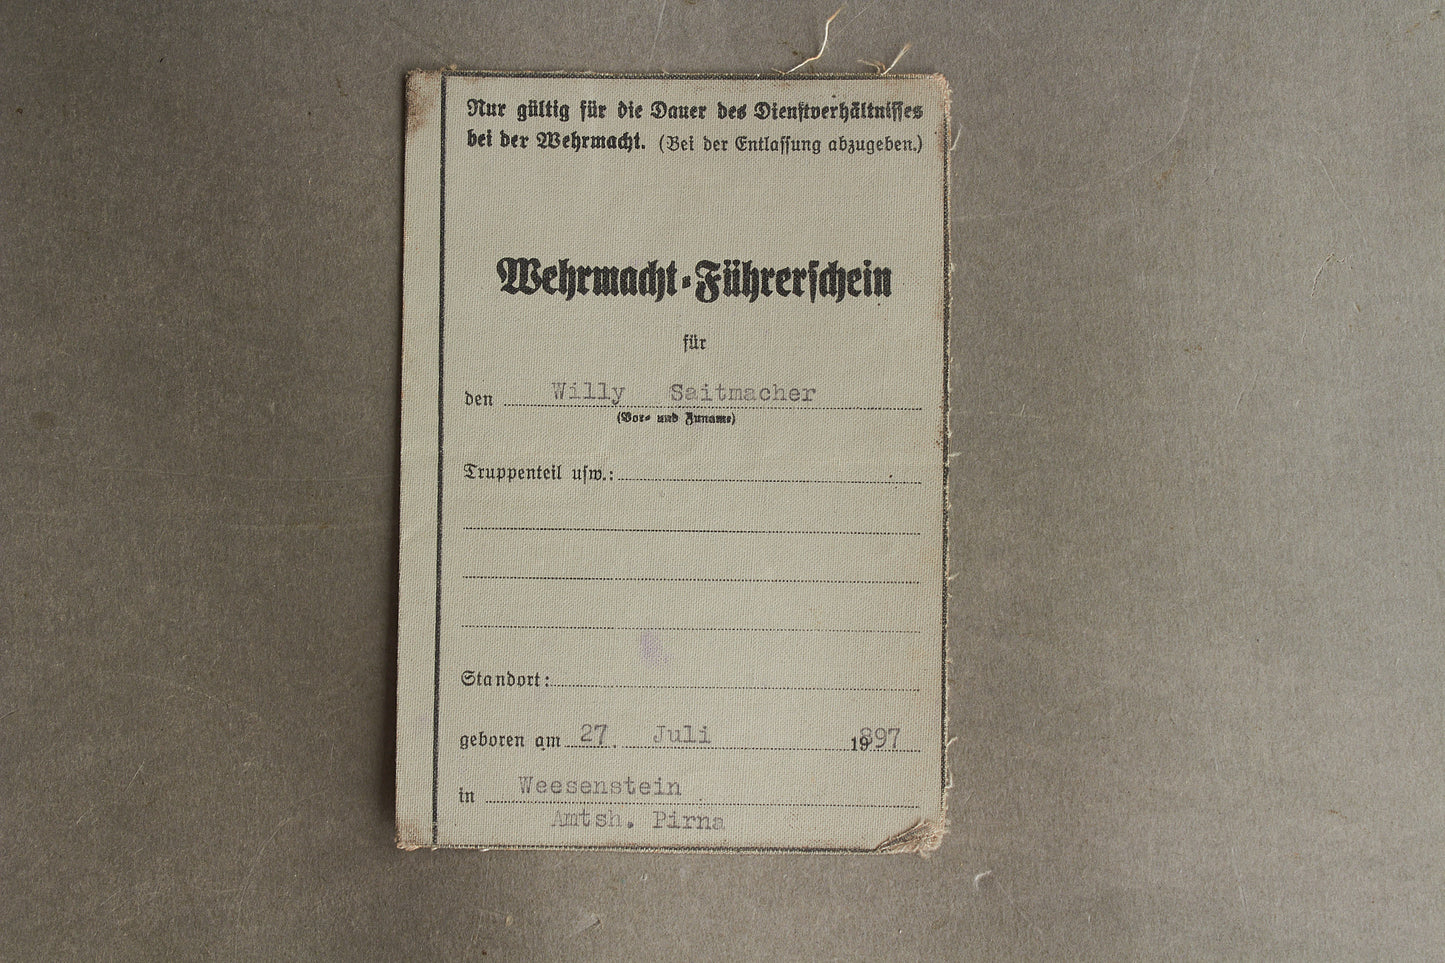 Nur gültig für die Dauer des Dienstverhältnisses
bei der Wehrmacht. (Bei der Entlassung abzugeben.)
Wehrmacht-Führerschein
für
den Willy Saitmacher
(Vor- und Zuname)
Truppenteil usw.:
Standort:
geboren am 27. Juli 1897
in Weesenstein
Amtsh. Pirna